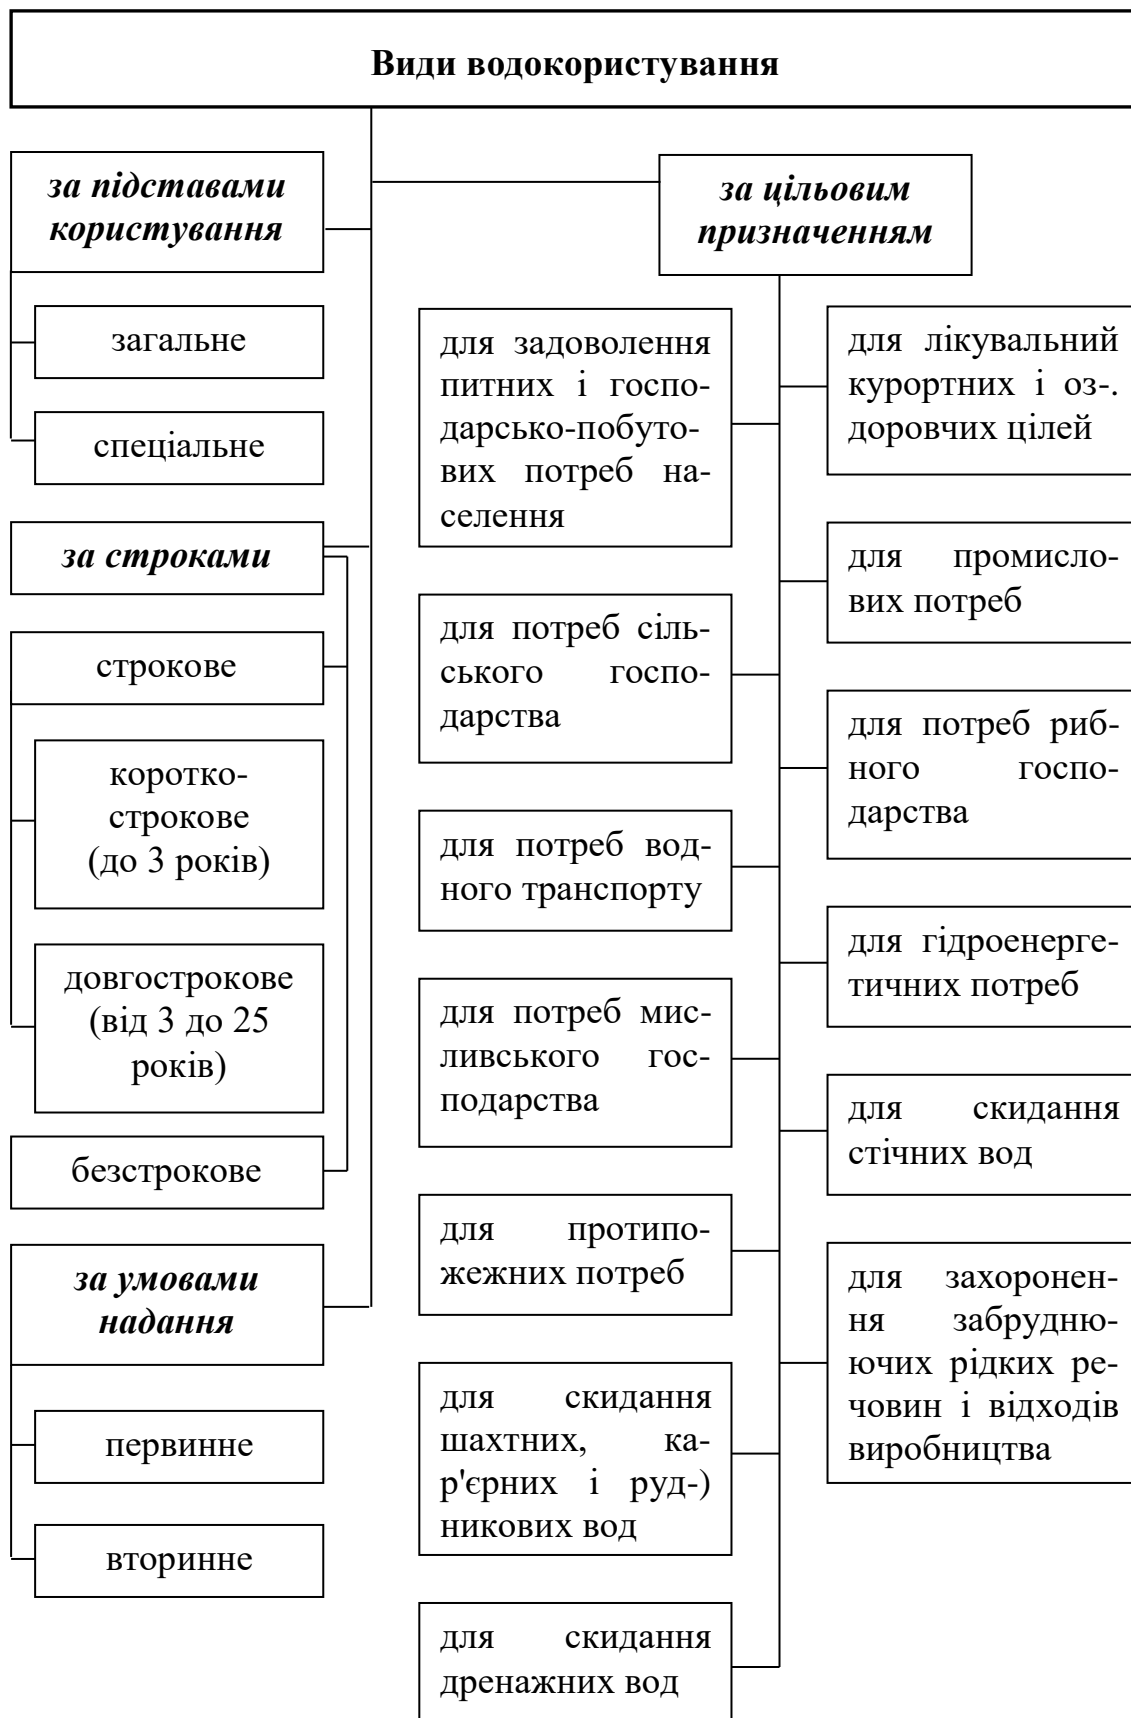 Види водокористування
за підставами
користування
загальне
спеціальне
за строками
строкове
коротко-
строкове
(до 3 років)
довгострокове
(від 3 до 25
років)
безстрокове
за умовами
надання
первинне
вторинне
за цільовим
призначенням
для задоволення
питних і госпо-
дарсько-побуто-
вих потреб на-
селення
для потреб сіль-
ського госпо-
дарства
для потреб вод-
ного транспорту
для потреб мис-
ливського гос-
подарства
для протипо-
жежних потреб
для скидання
шахтних, ка-
р'єрних і руд-)
никових вод
для скидання
дренажних вод
для лікувальний
курортних і оз-.
доровчих цілей
для промисло-
вих потреб
для потреб риб-
ного госпо-
дарства
для гідроенерге-
тичних потреб
для скидання
стічних вод
для захоронен-
ня забрудню-
ючих рідких ре-
човин і відходів
виробництва